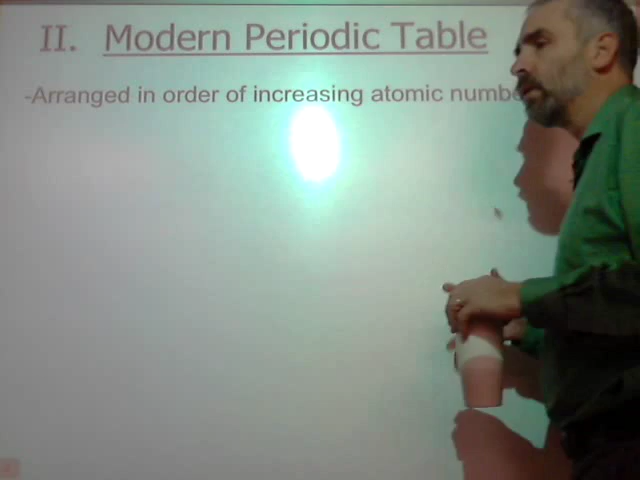 II. Modern Periodic Table
-Arranged in order of increasing atomic numbe